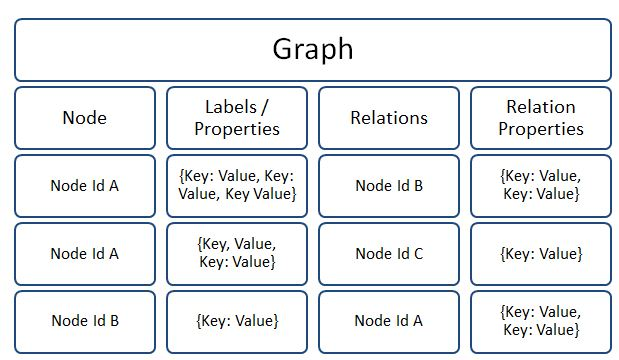 Graph
Node
Labels /
Properties
Relations
Relation
Properties
Node Id A
{Key: Value, Key:
Value, Key Value}
Node Id B
{Key: Value,
Key: Value}
Node Id A
{Key, Value,
Key: Value}
Node Id C
{Key: Value}
Node Id B
{Key: Value}
Node Id A
{Key: Value,
Key: Value}